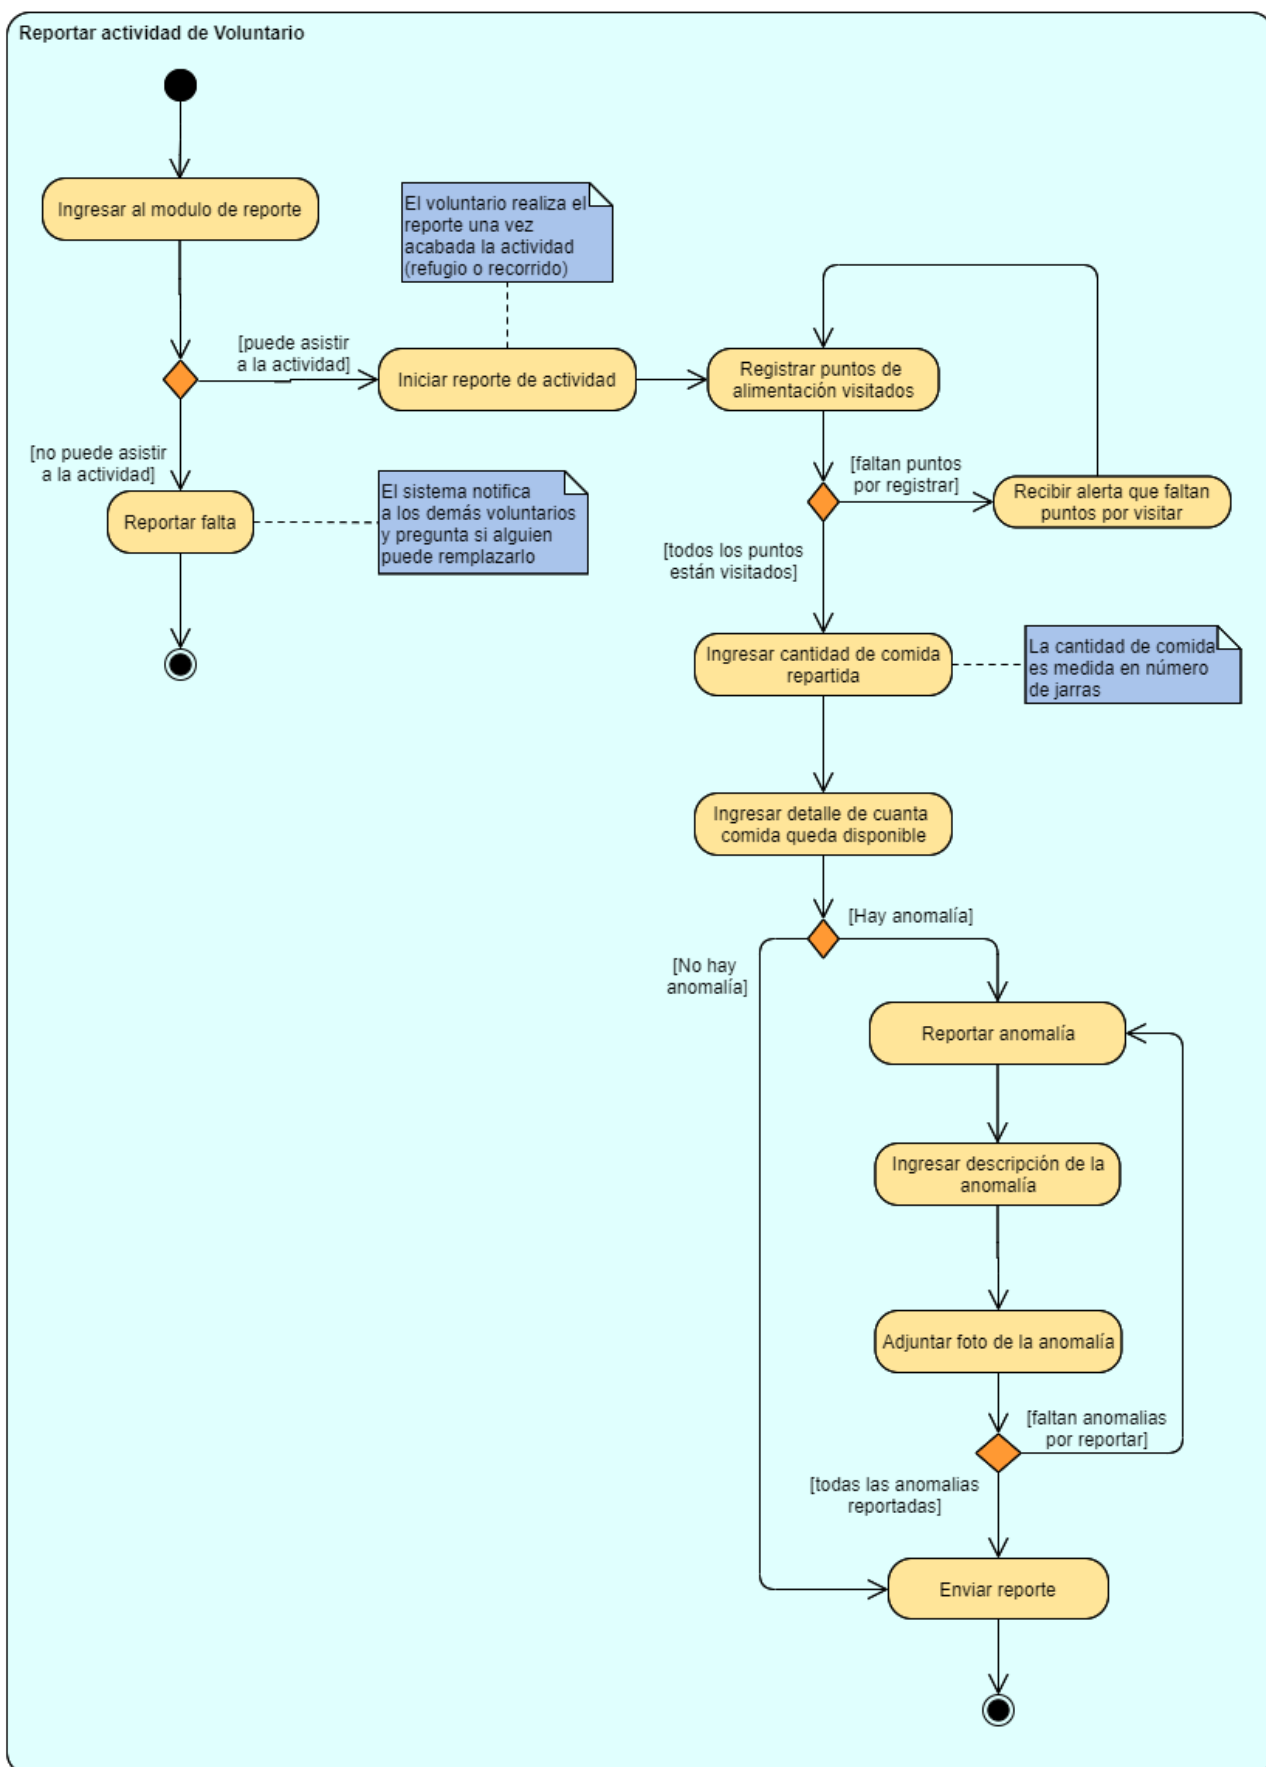 Reportar actividad de Voluntario
Ingresar al modulo de reporte
El voluntario realiza el
reporte una vez
acabada la actividad
(refugio o recorrido)
[puede asistir
a la actividad]
Iniciar reporte de actividad
Registrar puntos de
alimentación visitados
[no puede asistir
a la actividad]
Reportar falta
El sistema notifica
a los demás voluntarios
y pregunta si alguien
puede remplazarlo
[faltan puntos
por registrar]
Recibir alerta que faltan
puntos por visitar
[todos los puntos
están visitados]
Ingresar cantidad de comida
repartida
La cantidad de comida
es medida en número
de jarras
Ingresar detalle de cuanta
comida queda disponible
[Hay anomalía]
[No hay
anomalía]
Reportar anomalía
Ingresar descripción de la
anomalía
Adjuntar foto de la anomalía
[faltan anomalias
por reportar]
[todas las anomalias
reportadas]
Enviar reporte